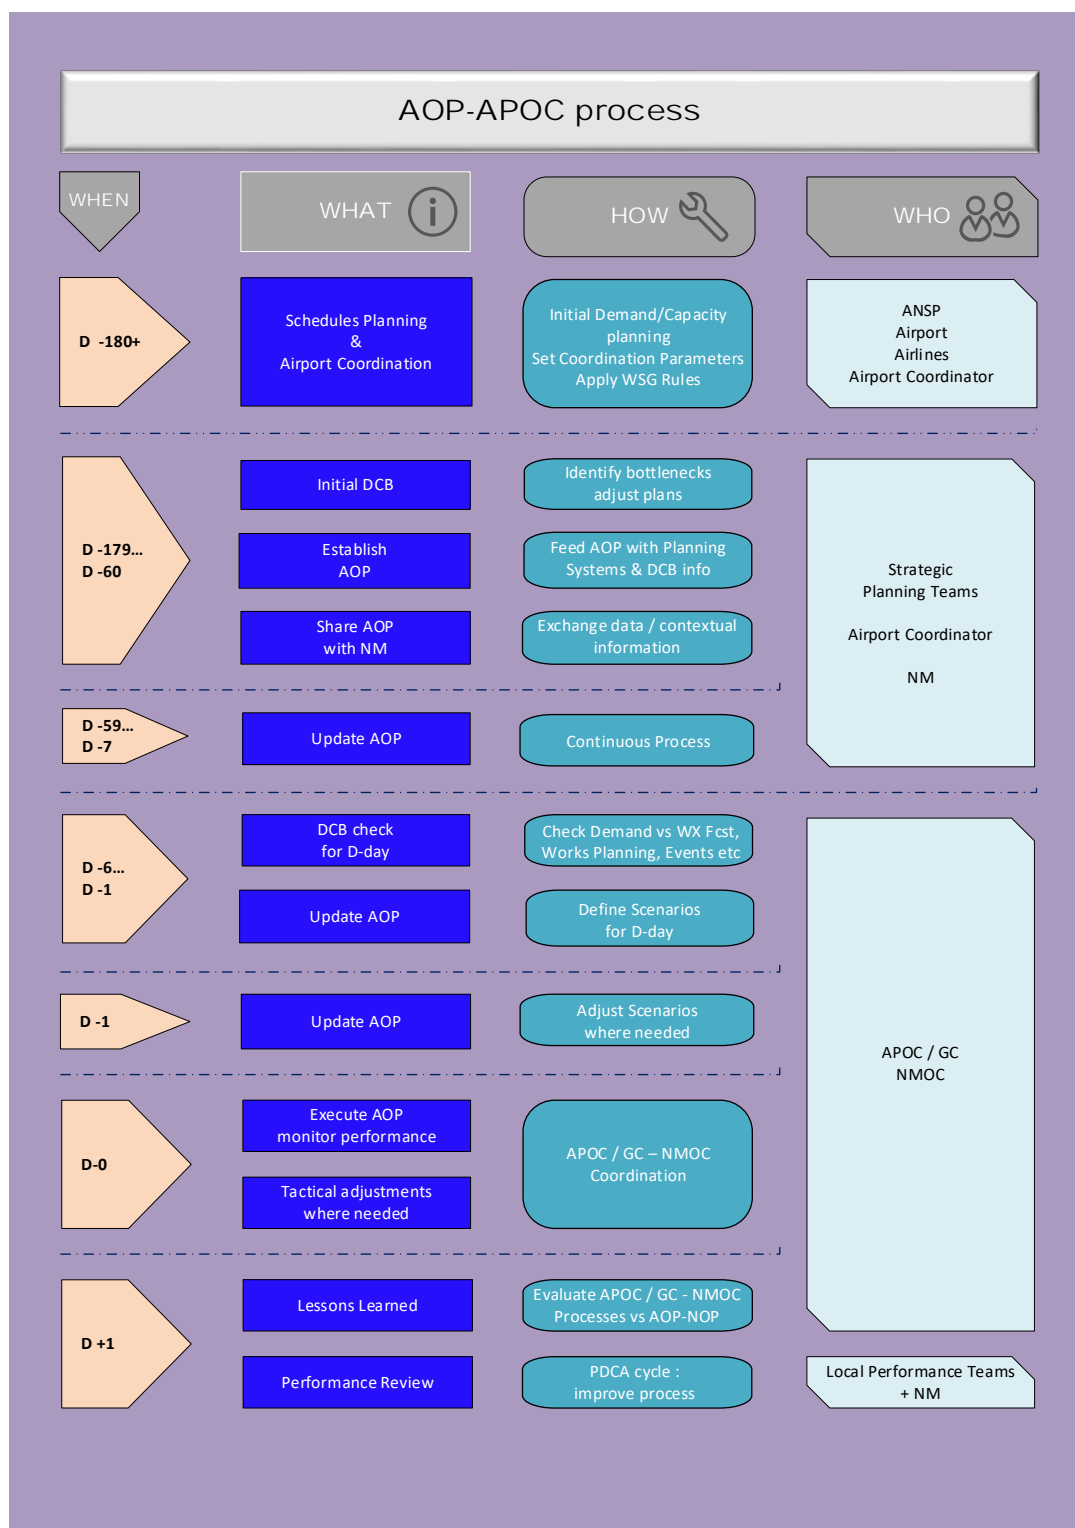 AOP-APOC process
WHEN
WHAT
HOW
WHO
D -180+
Schedules Planning
&
Airport Coordination
Initial Demand/Capacity
planning
Set Coordination Parameters
Apply WSG Rules
ANSP
Airport
Airlines
Airport Coordinator
D -179...
D -60
Initial DCB
Identify bottlenecks
adjust plans
Establish
AOP
Feed AOP with Planning
Systems & DCB info
Share AOP
with NM
Exchange data / contextual
information
Strategic
Planning Teams
Airport Coordinator
NM
D -59...
D -7
Update AOP
Continuous Process
D -6...
D -1
DCB check
for D-day
Check Demand vs WX Fcst,
Works Planning, Events etc
Update AOP
Define Scenarios
for D-day
D -1
Update AOP
Adjust Scenarios
where needed
APOC / GC
NMOC
D-0
Execute AOP
monitor performance
Tactical adjustments
where needed
APOC / GC – NMOC
Coordination
D +1
Lessons Learned
Evaluate APOC / GC - NMOC
Processes vs AOP-NOP
Performance Review
PDCA cycle :
improve process
Local Performance Teams
+ NM